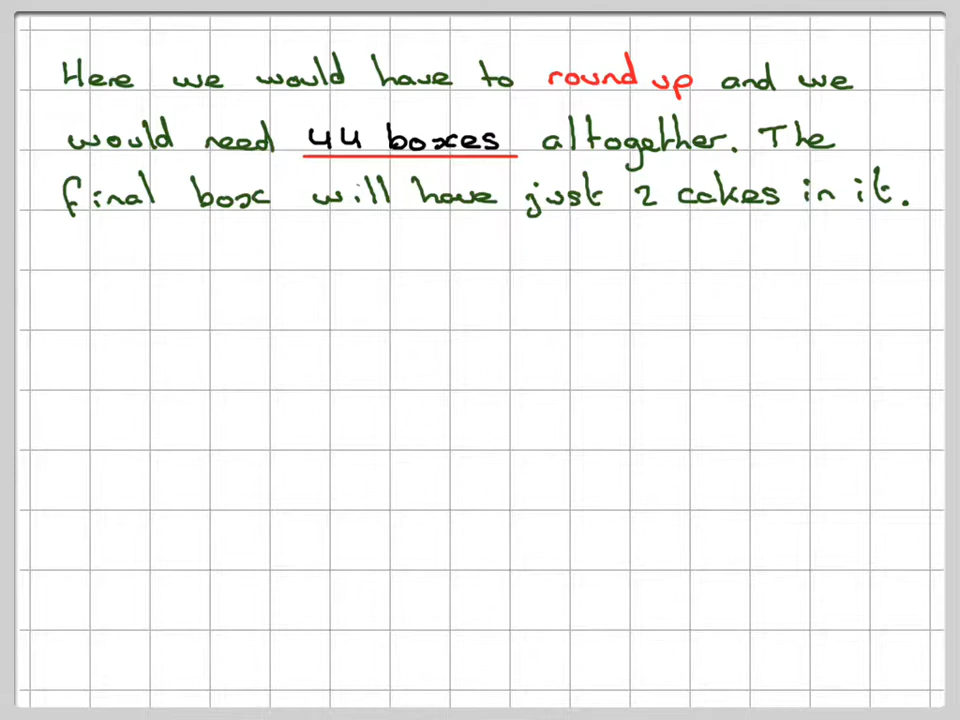 Here we would have to round up and we
would need 44 boxes altogether. The
final box will have just 2 cakes in it.